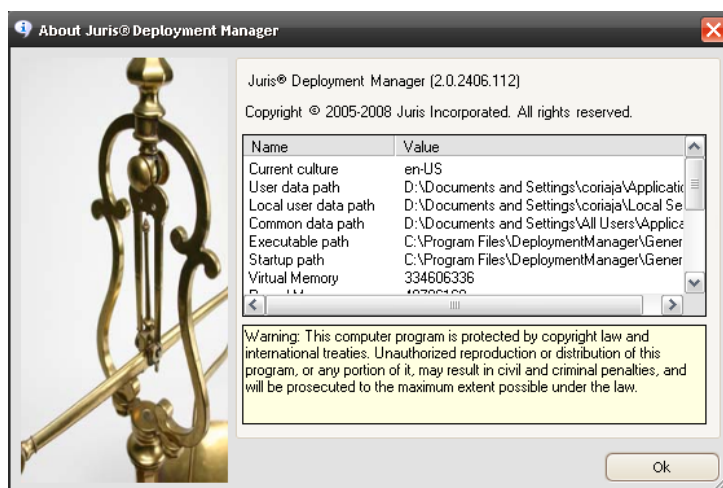 About Juris® Deployment Manager
Juris® Deployment Manager (2.0.2406.112)
Copyright © 2005-2008 Juris Incorporated. All rights reserved.
Name Value
Current culture en-US
User data path D:\Documents and Settings\coriaja\Applicatic
Local user data path D:\Documents and Settings\coriaja\Local Se
Common data path D:\Documents and Settings\All Users\Applica
Executable path C:\Program Files\DeploymentManager\Gener
Startup path C:\Program Files\DeploymentManager\Gener
Virtual Memory 334606336
Warning: This computer program is protected by copyright law and
international treaties. Unauthorized reproduction or distribution of this
program, or any portion of it, may result in civil and criminal penalties, and
will be prosecuted to the maximum extent possible under the law.
Ok